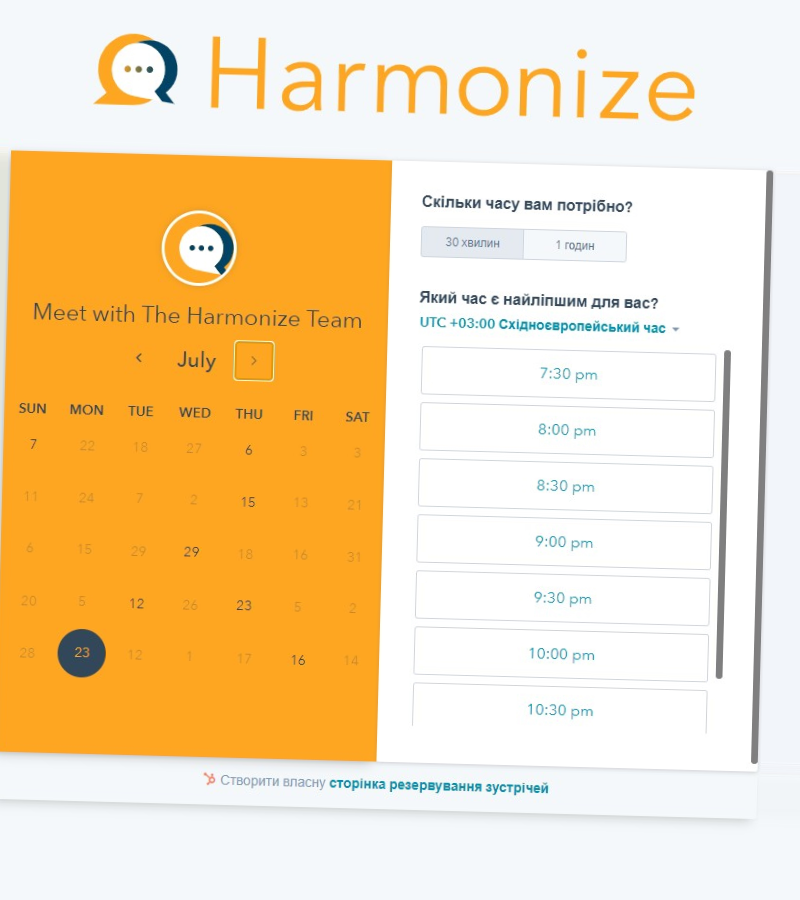 Harmonize
Meet with The Harmonize Team
July
SUN MON TUE WED THU FRI SAT
7 22 18 27 6 3 3
11 24 7 2 15 13 21
6 15 29 29 18 16 31
20 5 12 26 23 5 2
28 23 12 1 17 16 14
Скільки часу вам потрібно?
30 хвилин 1 годин
Який час є найліпшим для вас?
UTC +03:00 Східноєвропейський час
7:30 pm
8:00 pm
8:30 pm
9:00 pm
9:30 pm
10:00 pm
10:30 pm
Створити власну сторінка резервування зустрічей